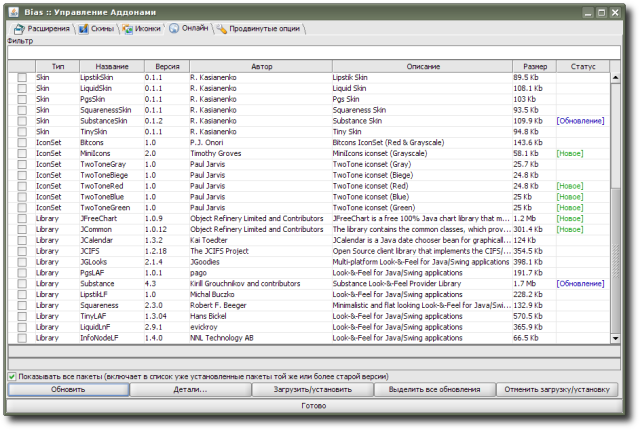 Bias :: Управление Аддонами
Расширения Скины Иконки Онлайн Продвинутые опции
Фильтр
Тип Название Версия Автор Описание Размер Статус
Skin LipstikSkin 0.1.1 R. Kasianenko Lipstik Skin 89.5 Kb
Skin LiquidSkin 0.1.1 R. Kasianenko Liquid Skin 108.1 Kb
Skin PgsSkin 0.1.1 R. Kasianenko Pgs Skin 103 Kb
Skin SquarenessSkin 0.1.1 R. Kasianenko Squareness Skin 93.5 Kb
Skin SubstanceSkin 0.1.2 R. Kasianenko Substance Skin 109.9 Kb [Обновление]
Skin TinySkin 0.1.1 R. Kasianenko Tiny Skin 94.8 Kb
IconSet Bitcons 1.0 P.J. Onori Bitcons IconSet (Red & Grayscale) 143.6 Kb
IconSet MiniIcons 2.0 Timothy Groves MiniIcons iconset (Grayscale) 58.1 Kb [Новое]
IconSet TwoToneGray 1.0 Paul Jarvis TwoTone iconset (Gray) 25.7 Kb
IconSet TwoToneBiege 1.0 Paul Jarvis TwoTone iconset (Biege) 24.8 Kb
IconSet TwoToneRed 1.0 Paul Jarvis TwoTone iconset (Red) 24.8 Kb [Новое]
IconSet TwoToneBlue 1.0 Paul Jarvis TwoTone iconset (Blue) 25 Kb [Новое]
IconSet TwoToneGreen 1.0 Paul Jarvis TwoTone iconset (Green) 25 Kb [Новое]
Library JFreeChart 1.0.9 Object Refinery Limited and Contributors JFreeChart is a free 100% Java chart library that m... 1.2 Mb [Новое]
Library JCommon 1.0.12 Object Refinery Limited and Contributors The library contains the common classes, which prov... 301.4 Kb [Новое]
Library JCalendar 1.3.2 Kai Toedter JCalendar is a Java date chooser bean for graphicall... 124 Kb
Library JCIFS 1.2.18 The JCIFS Project Open Source client library that implements the CIFS/... 354.5 Kb
Library JGLooks 2.1.4 JGoodies Multi-platform Look-&-Feel for Java/Swing applications 398.1 Kb
Library PgsLAF 1.0.1 pago Look-&-Feel for Java/Swing applications 191.7 Kb
Library Substance 4.3 Kirill Grouchnikov and contributors Substance Look-&-Feel Provider Library 1.7 Mb [Обновление]
Library LipstikLF 1.0 Michal Buczko Look-&-Feel for Java/Swing applications 228.2 Kb
Library Squareness 2.3.0 Robert F. Beeger Minimalistic and flat looking Look-&-Feel for Java/S... 132.9 Kb
Library TinyLAF 1.3.04 Hans Bickel Look-&-Feel for Java/Swing applications 570.5 Kb
Library LiquidLnF 2.9.1 evickroy Look-&-Feel for Java/Swing applications 365.9 Kb
Library InfoNodeLF 1.4.0 NNL Technology AB Look-&-Feel for Java/Swing applications 66.5 Kb
Показывать все пакеты (включает в список уже установленные пакеты той же или более старой версии)
Обновить Детали... Загрузить/установить Выделить все обновления Отменить загрузку/установку
Готово